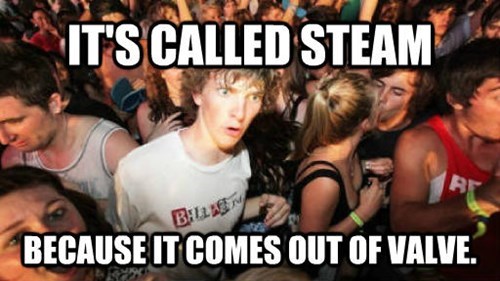 IT'S CALLED STEAM
BECAUSE IT COMES OUT OF VALVE.